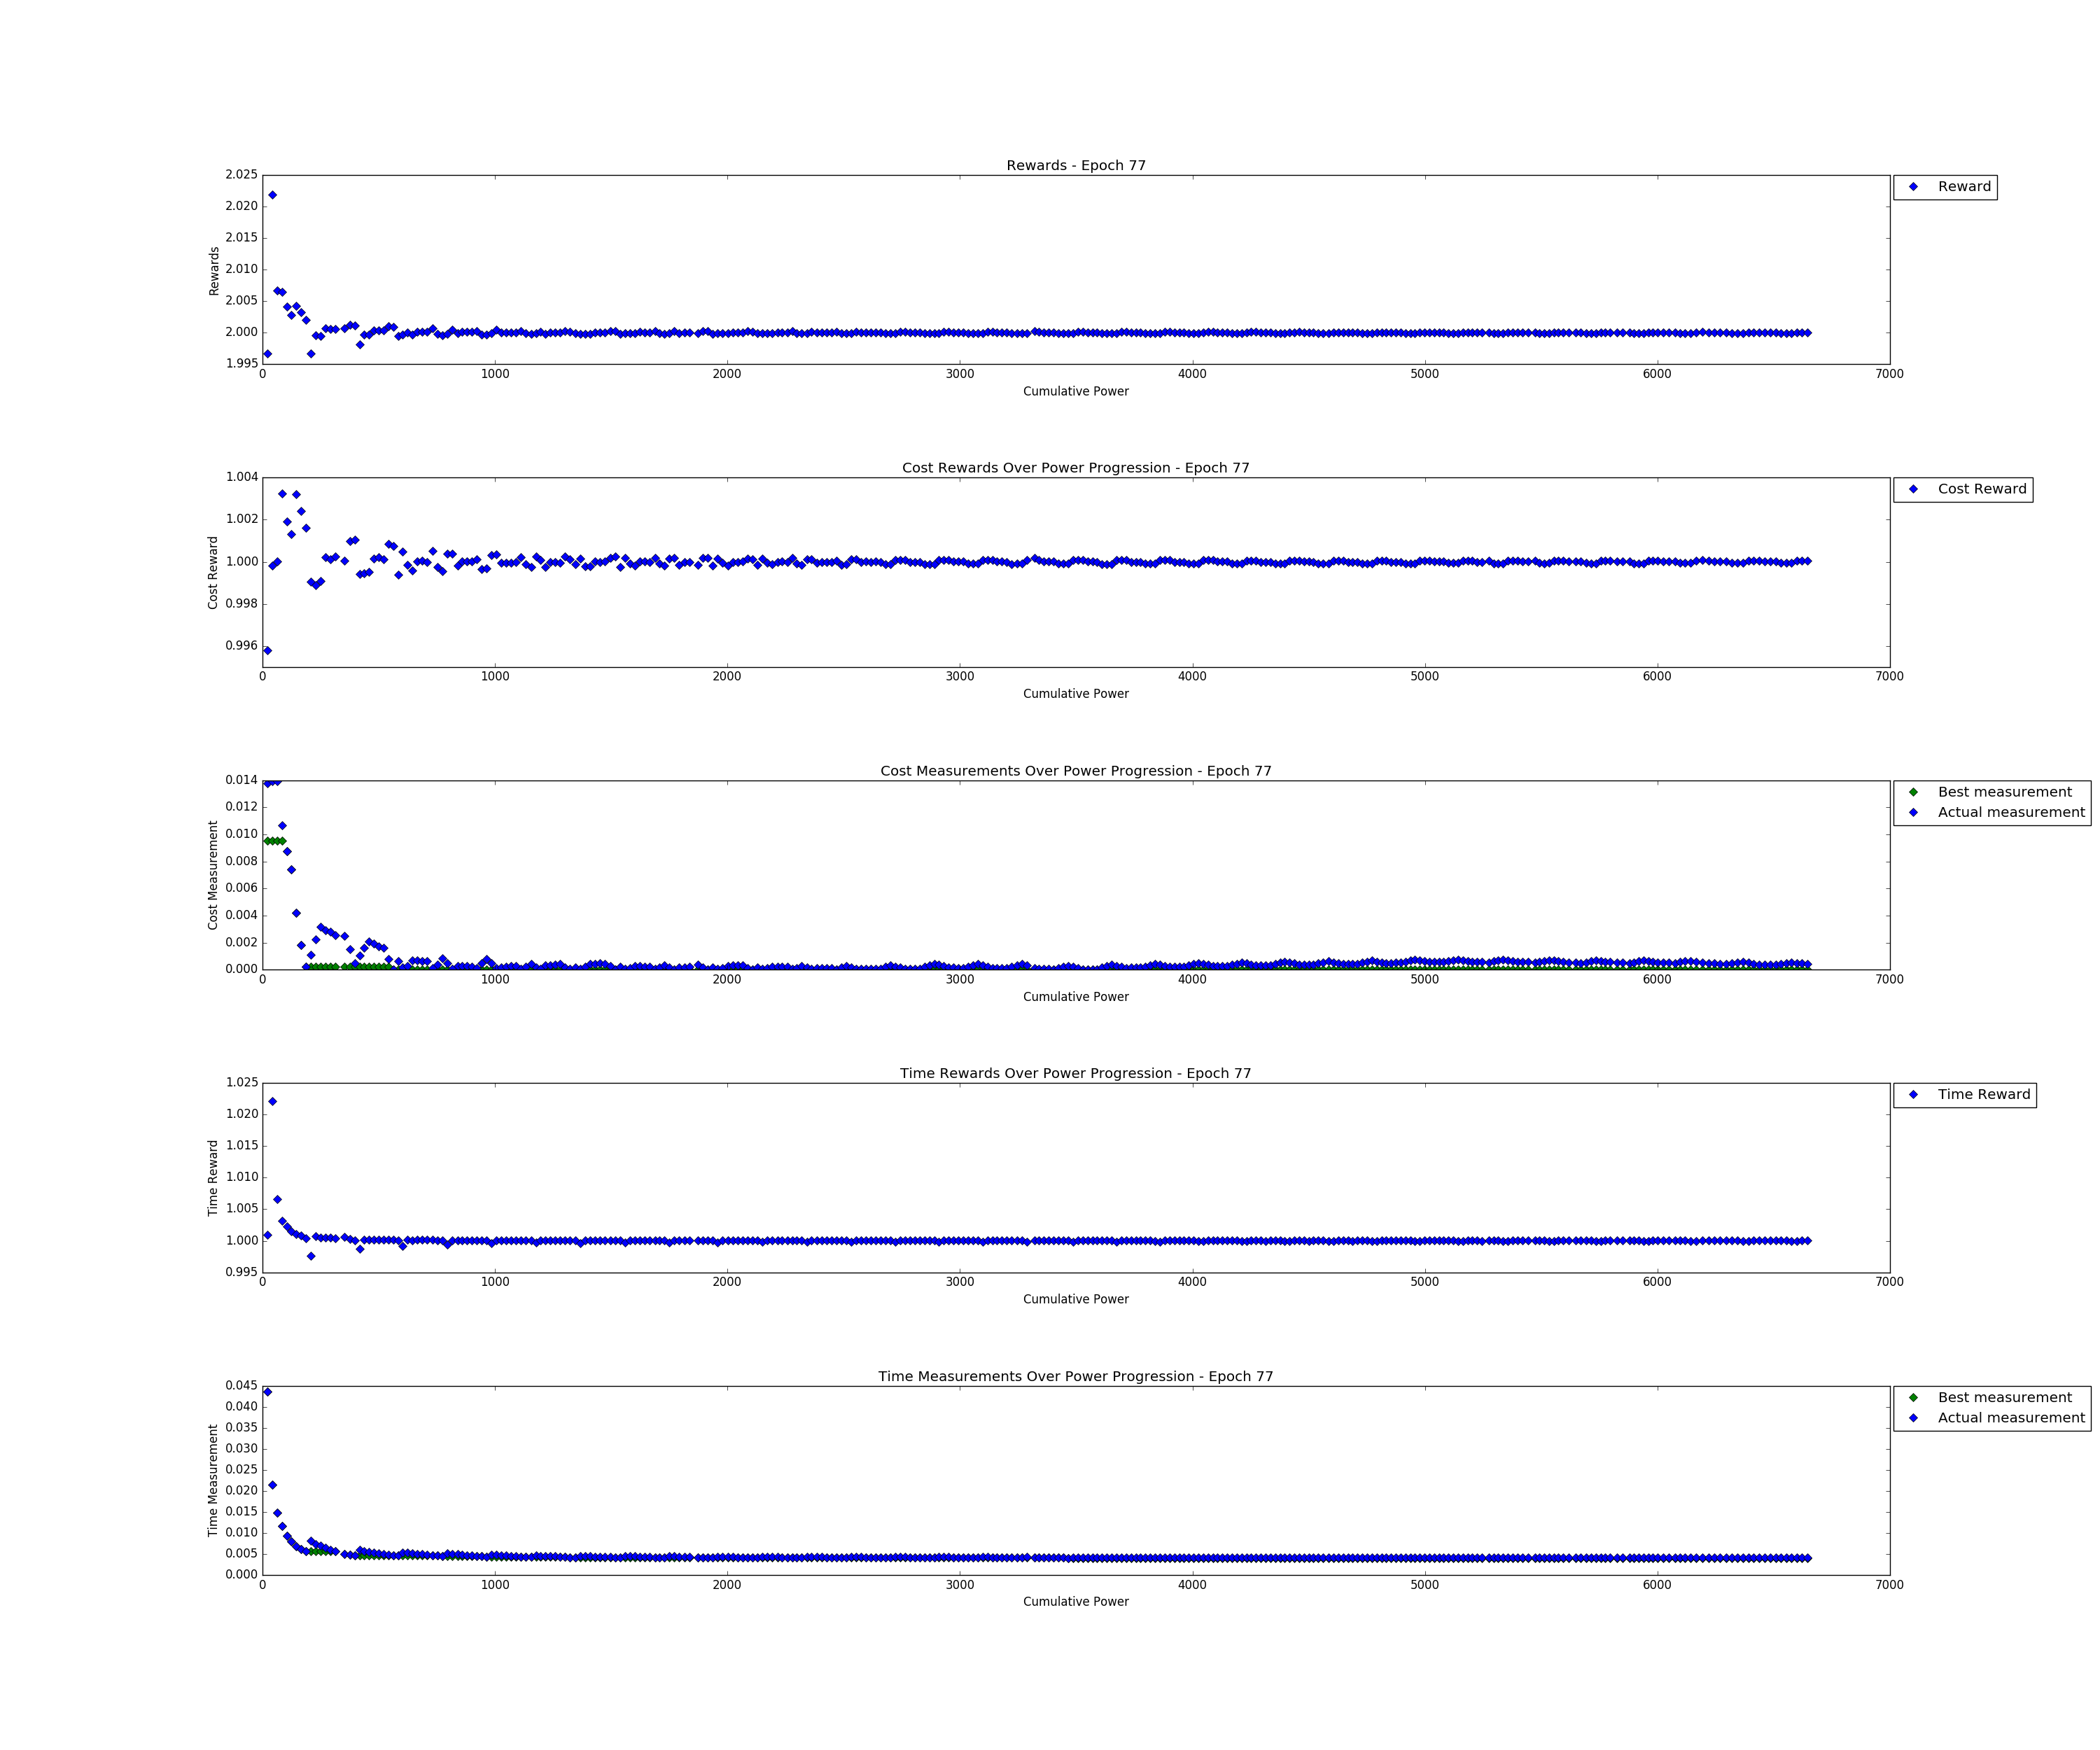 Rewards - Epoch 77
2.025
2.020
2.015
2.010
2.005
2.000
1.995
Rewards
0 1000 2000 3000 4000 5000 6000 7000
Cumulative Power
Reward
Cost Rewards Over Power Progression - Epoch 77
1.004
1.002
1.000
0.998
0.996
Cost Reward
0 1000 2000 3000 4000 5000 6000 7000
Cumulative Power
Cost Reward
Cost Measurements Over Power Progression - Epoch 77
0.014
0.012
0.010
0.008
0.006
0.004
0.002
0.000
Cost Measurement
0 1000 2000 3000 4000 5000 6000 7000
Cumulative Power
Best measurement
Actual measurement
Time Rewards Over Power Progression - Epoch 77
1.025
1.020
1.015
1.010
1.005
1.000
0.995
Time Reward
0 1000 2000 3000 4000 5000 6000 7000
Cumulative Power
Time Reward
Time Measurements Over Power Progression - Epoch 77
0.045
0.040
0.035
0.030
0.025
0.020
0.015
0.010
0.005
0.000
Time Measurement
0 1000 2000 3000 4000 5000 6000 7000
Cumulative Power
Best measurement
Actual measurement